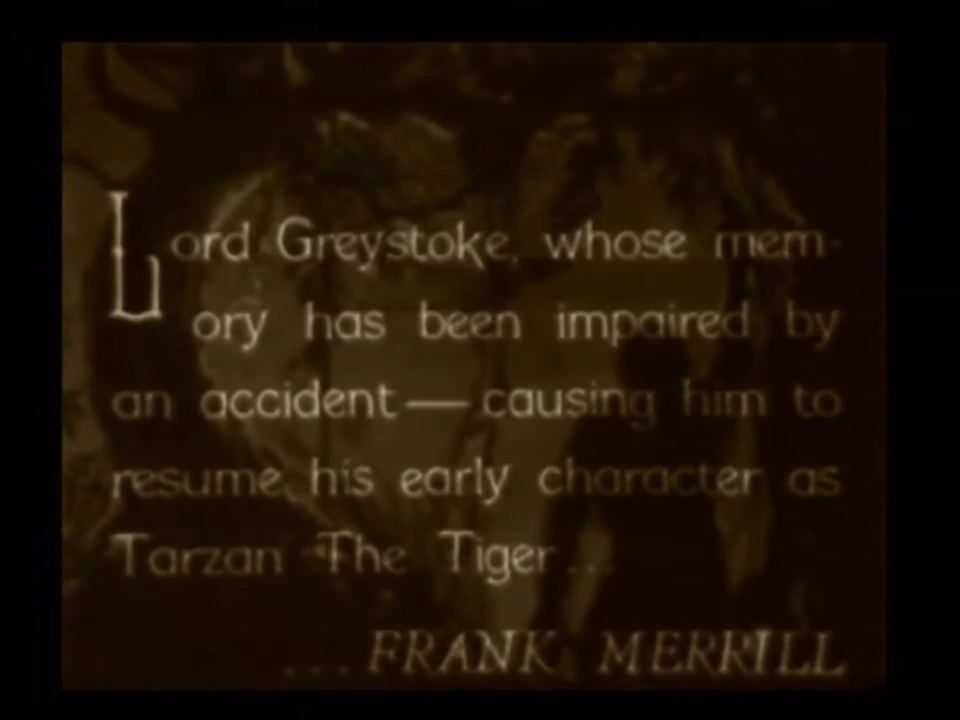 Lord Greystoke, whose mem-
ory has been impaired by
an accident — causing him to
resume his early character as
Tarzan The Tiger...
...FRANK MERRILL